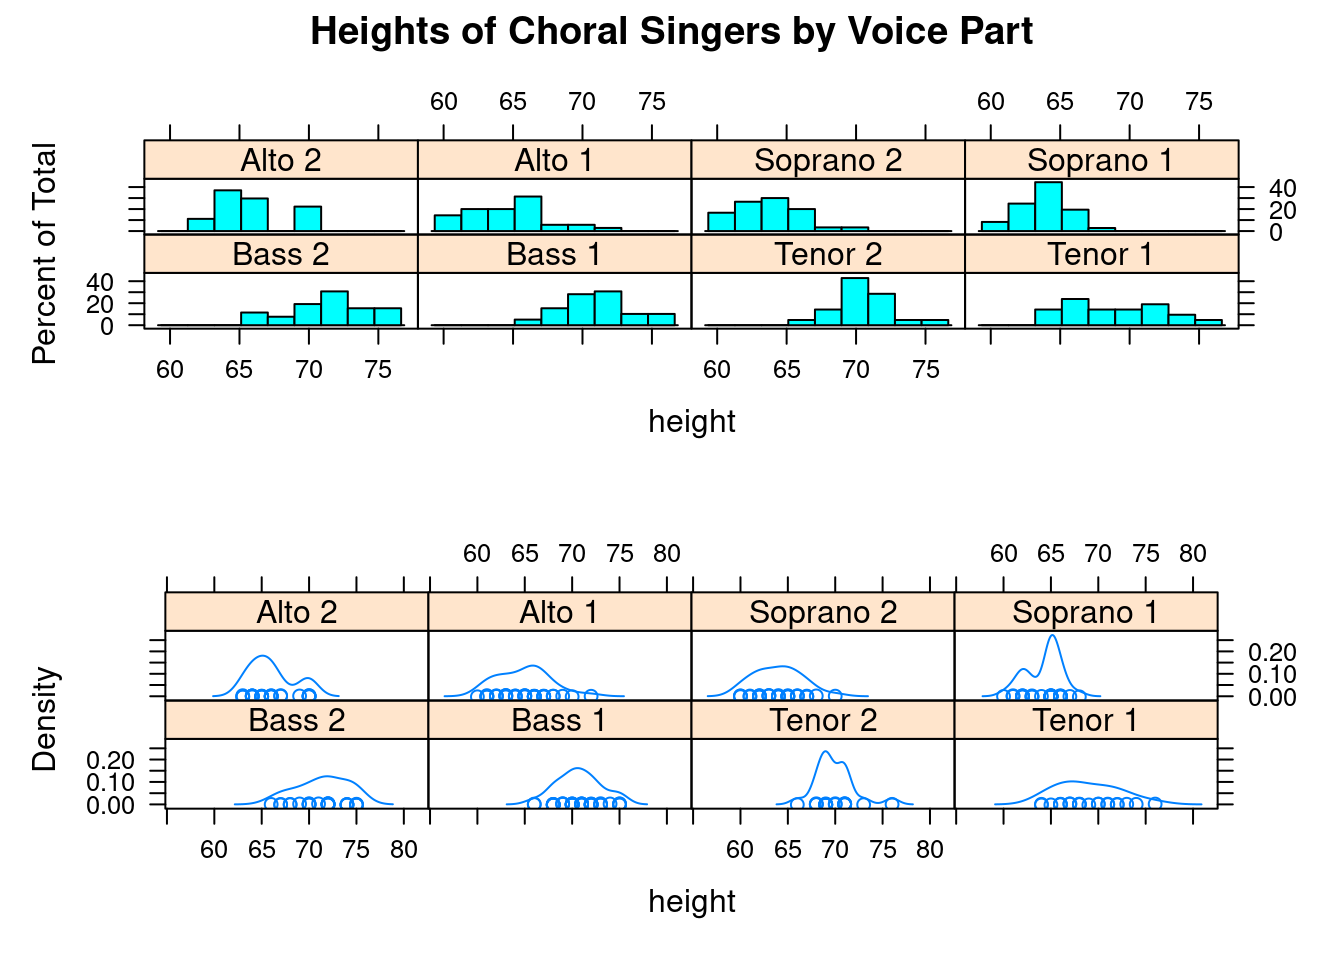 Heights of Choral Singers by Voice Part
60 65 70 75 60 65 70 75
Alto 2 Alto 1 Soprano 2 Soprano 1
40
20
0
Percent of Total
Bass 2 Bass 1 Tenor 2 Tenor 1
40
20
0
60 65 70 75 60 65 70 75
height
60 65 70 75 80 60 65 70 75 80
Alto 2 Alto 1 Soprano 2 Soprano 1
0.20
0.10
0.00
Density
Bass 2 Bass 1 Tenor 2 Tenor 1
0.20
0.10
0.00
60 65 70 75 80 60 65 70 75 80
height